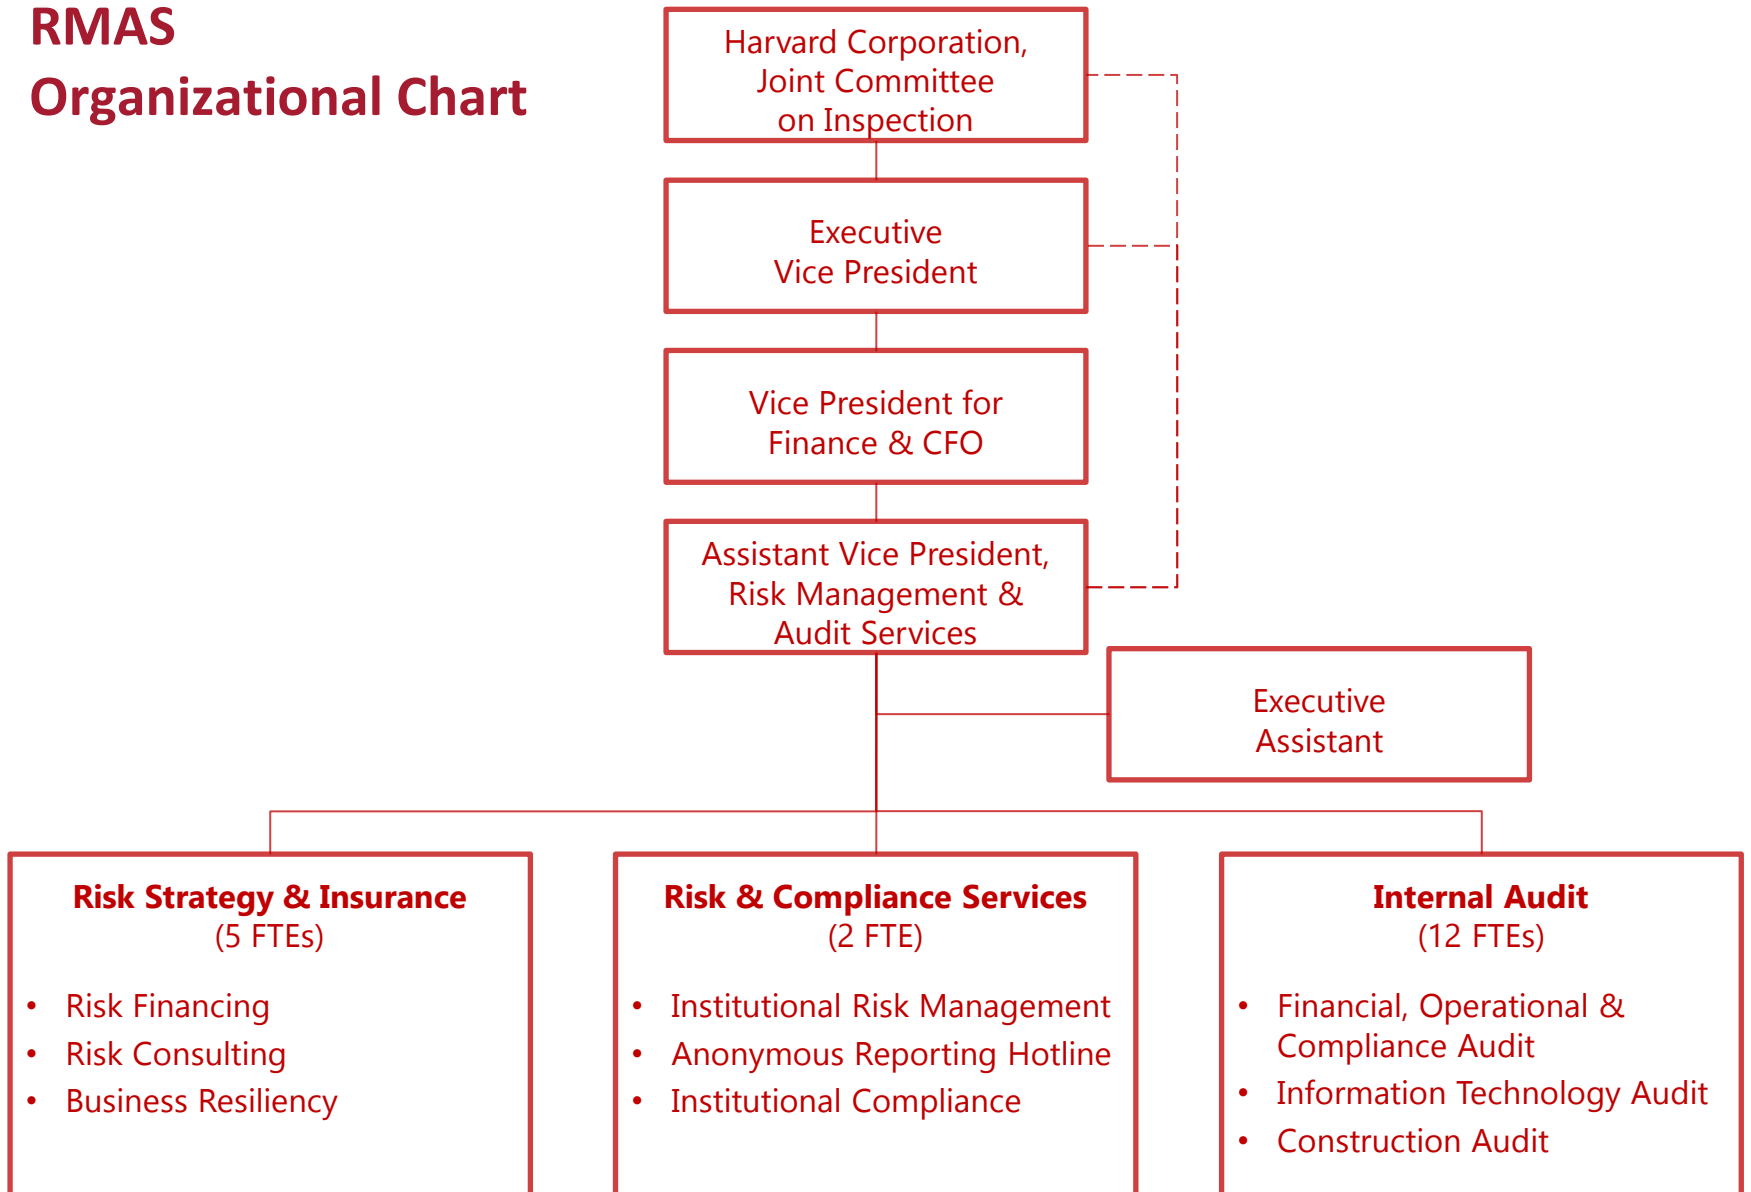 RMAS
Organizational Chart
Harvard Corporation,
Joint Committee
on Inspection
Executive
Vice President
Vice President for
Finance & CFO
Assistant Vice President,
Risk Management &
Audit Services
Executive
Assistant
Risk Strategy & Insurance
(5 FTEs)
• Risk Financing
• Risk Consulting
• Business Resiliency
Risk & Compliance Services
(2 FTE)
• Institutional Risk Management
• Anonymous Reporting Hotline
• Institutional Compliance
Internal Audit
(12 FTEs)
• Financial, Operational &
Compliance Audit
• Information Technology Audit
• Construction Audit